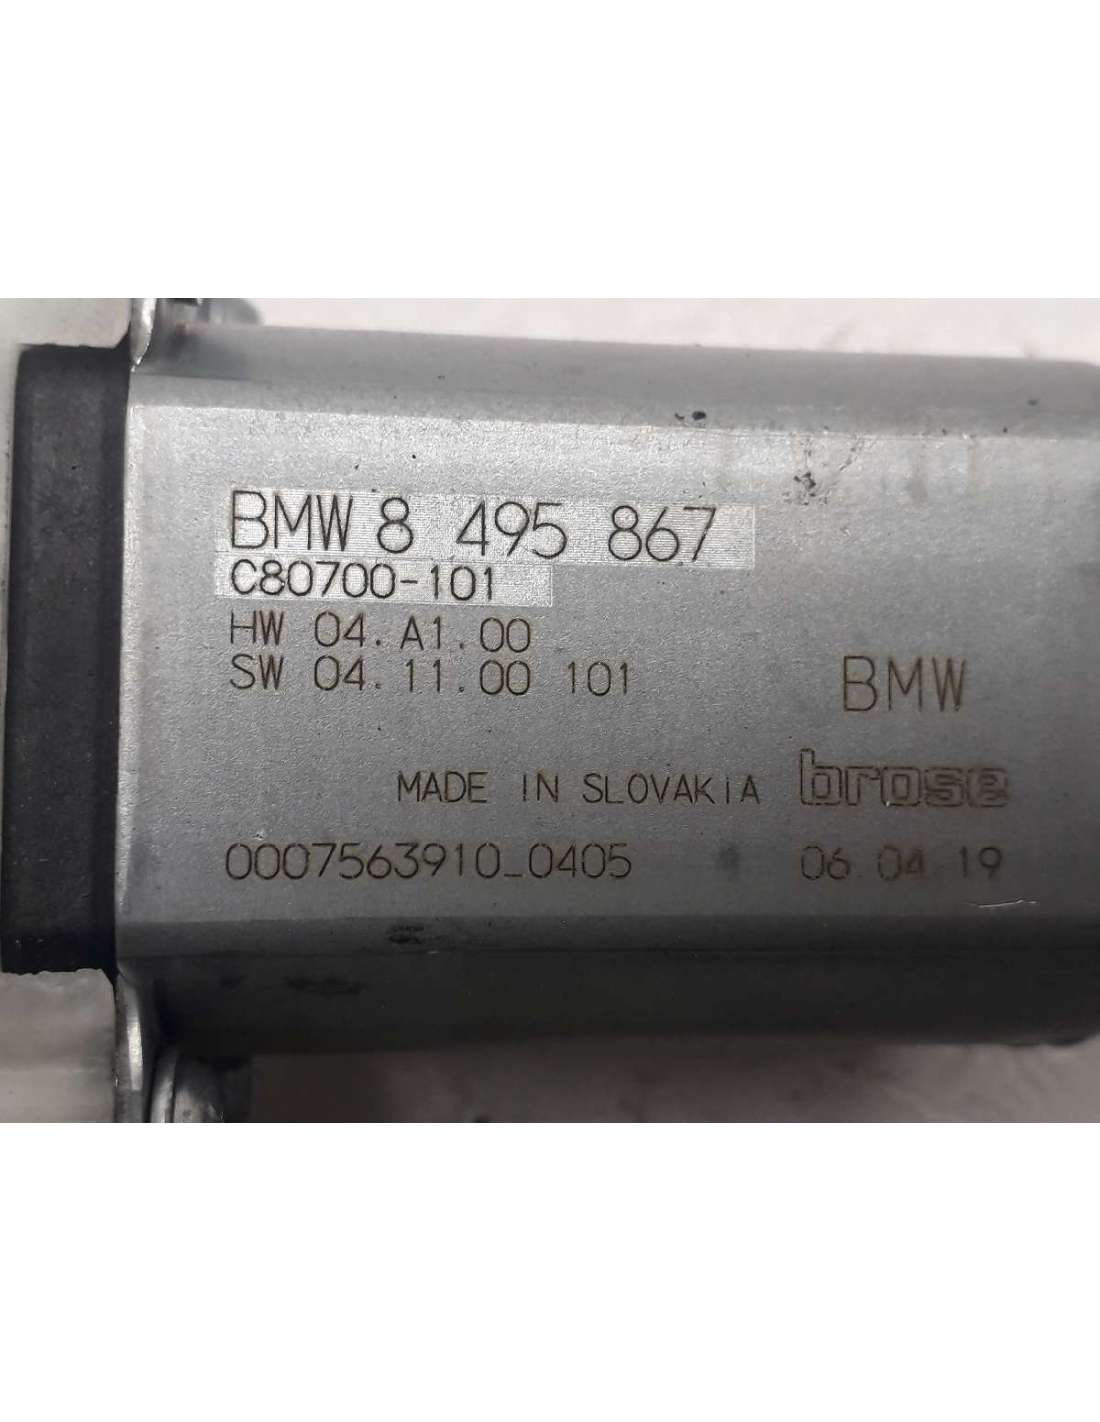 BMW 8 495 867
C80700-101
HW 04.A1.00
SW 04.11.00 101
BMW
MADE IN SLOVAKIA
brose
0007563910_0405
06.04.19